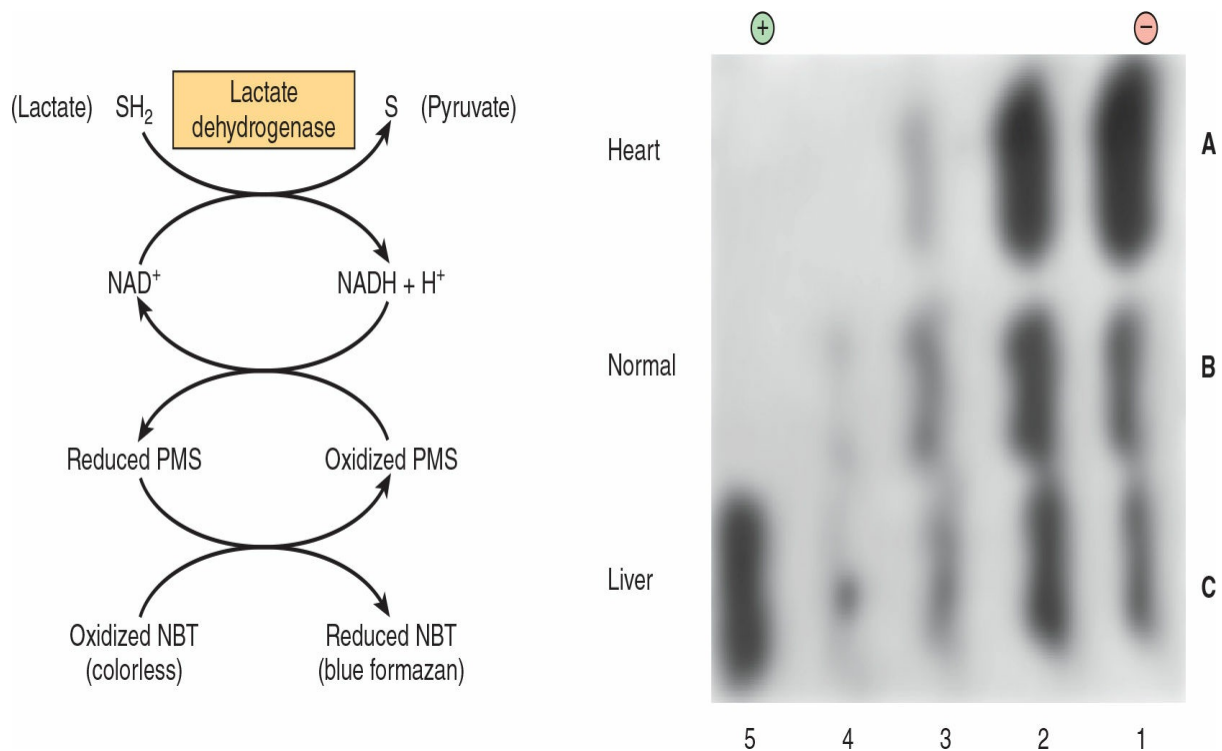 (Lactate) SH₂ Lactate dehydrogenase S (Pyruvate)
NAD⁺ NADH + H⁺
Reduced PMS Oxidized PMS
Oxidized NBT (colorless) Reduced NBT (blue formazan)
+ −
Heart A
Normal B
Liver C
5 4 3 2 1